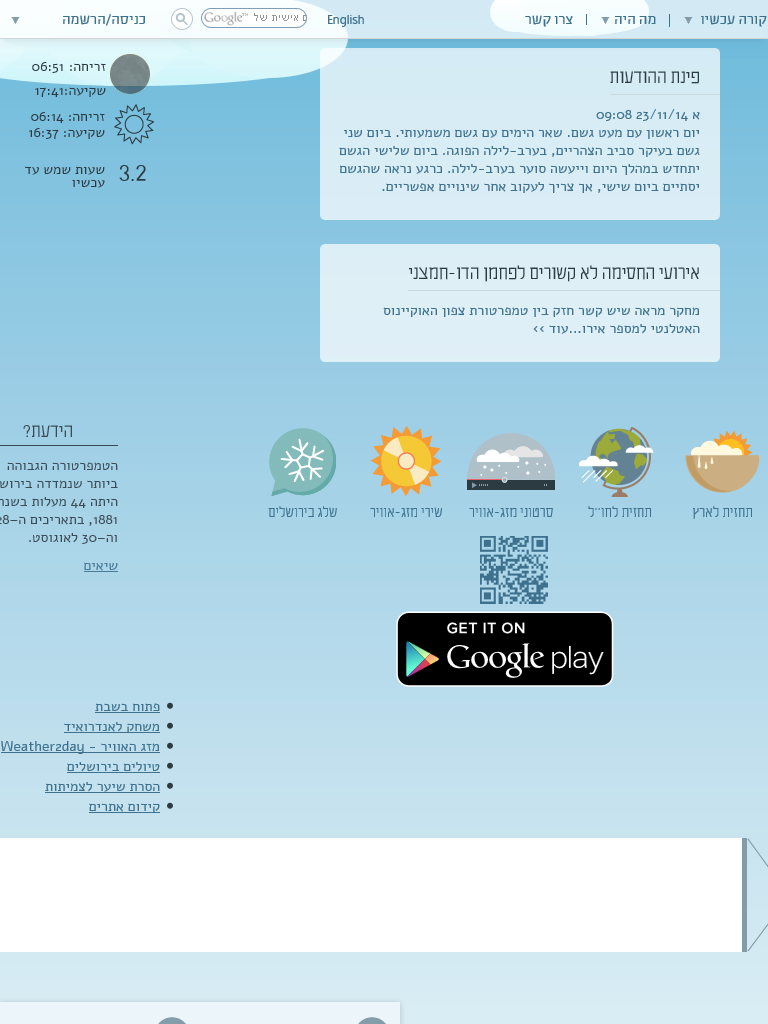 קורה עכשיו
מה היה
צרו קשר
English
Google™
אישית של
כניסה/הרשמה
זריחה: 06:51
שקיעה: 17:41
זריחה: 06:14
שקיעה: 16:37
3.2
שעות שמש עד
עכשיו
פינת ההודעות
א 23/11/14 09:08
יום ראשון עם מעט גשם. שאר הימים עם גשם משמעותי. ביום שני
גשם בעיקר סביב הצהריים, בערב-לילה הפוגה. ביום שלישי הגשם
יתחדש במהלך היום וייעשה סוער בערב-לילה. כרגע נראה שהגשם
יסתיים ביום שישי, אך צריך לעקוב אחר שינויים אפשריים.
אירועי החסימה לא קשורים לפחמן הדו-חמצני
מחקר מראה שיש קשר חזק בין טמפרטורת צפון האוקיינוס
האטלנטי למספר אירו...עוד >>
תחזית לארץ
תחזית לחו"ל
סרטוני מזג-אוויר
שירי מזג-אוויר
שלג בירושלים
הידעת?
הטמפרטורה הגבוהה
ביותר שנמדדה בירוש
היתה 44 מעלות בשנת
1881, בתאריכים ה-28
וה-30 לאוגוסט.
שיאים
GET IT ON
Google play
פתוח בשבת
משחק לאנדרואיד
מזג האוויר - Weather2day
טיולים בירושלים
הסרת שיער לצמיתות
קידום אתרים